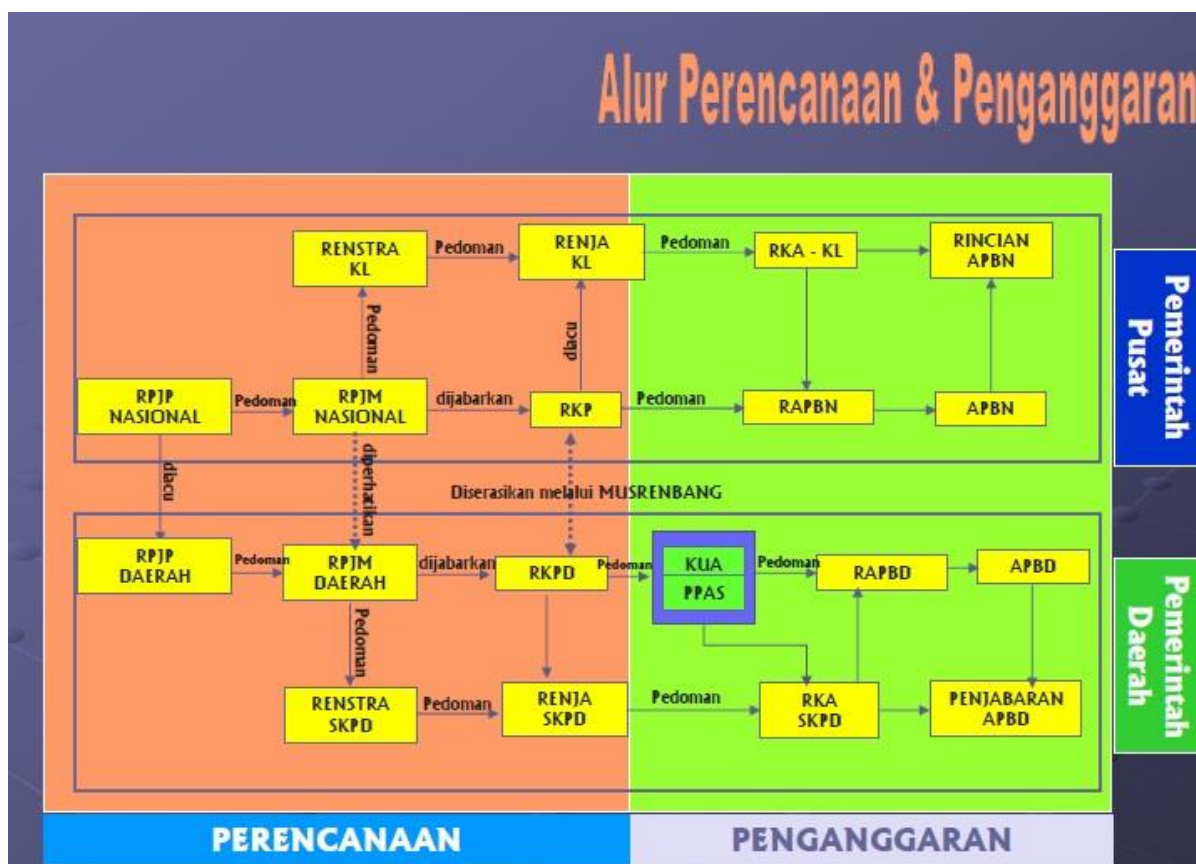 Alur Perencanaan & Penganggaran
RENSTRA
KL
Pedoman
RENJA
KL
Pedoman
RKA - KL
RINCIAN
APBN
Pedoman
diacu
RPJP
NASIONAL
Pedoman
RPJM
NASIONAL
dijabarkan
RKP
Pedoman
RAPBN
APBN
Pemerintah
Pusat
diacu
diperhatikan
Diserasikan melalui MUSRENBANG
RPJP
DAERAH
Pedoman
RPJM
DAERAH
dijabarkan
RKPD
Pedoman
KUA
PPAS
Pedoman
RAPBD
APBD
Pedoman
RENSTRA
SKPD
Pedoman
RENJA
SKPD
Pedoman
RKA
SKPD
PENJABARAN
APBD
Pemerintah
Daerah
PERENCANAAN
PENGANGGARAN